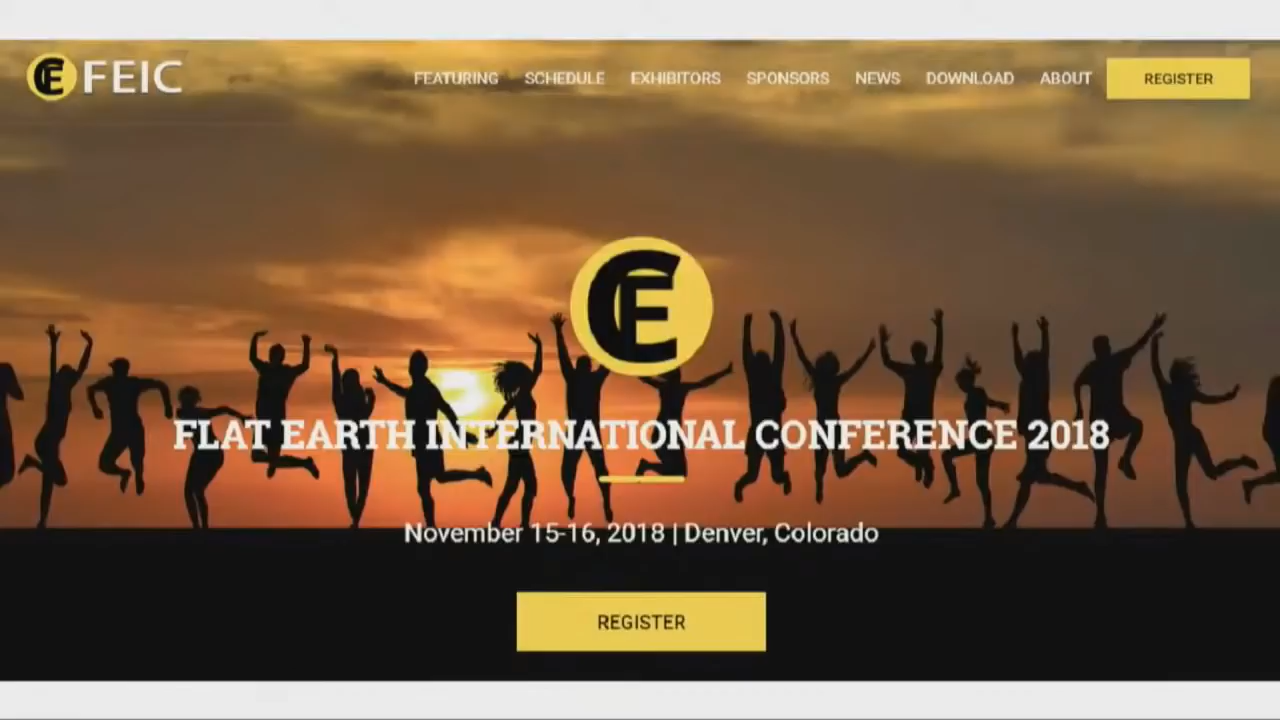 FEIC
FEATURING SCHEDULE EXHIBITORS SPONSORS NEWS DOWNLOAD ABOUT REGISTER
FLAT EARTH INTERNATIONAL CONFERENCE 2018
November 15-16, 2018 | Denver, Colorado
REGISTER